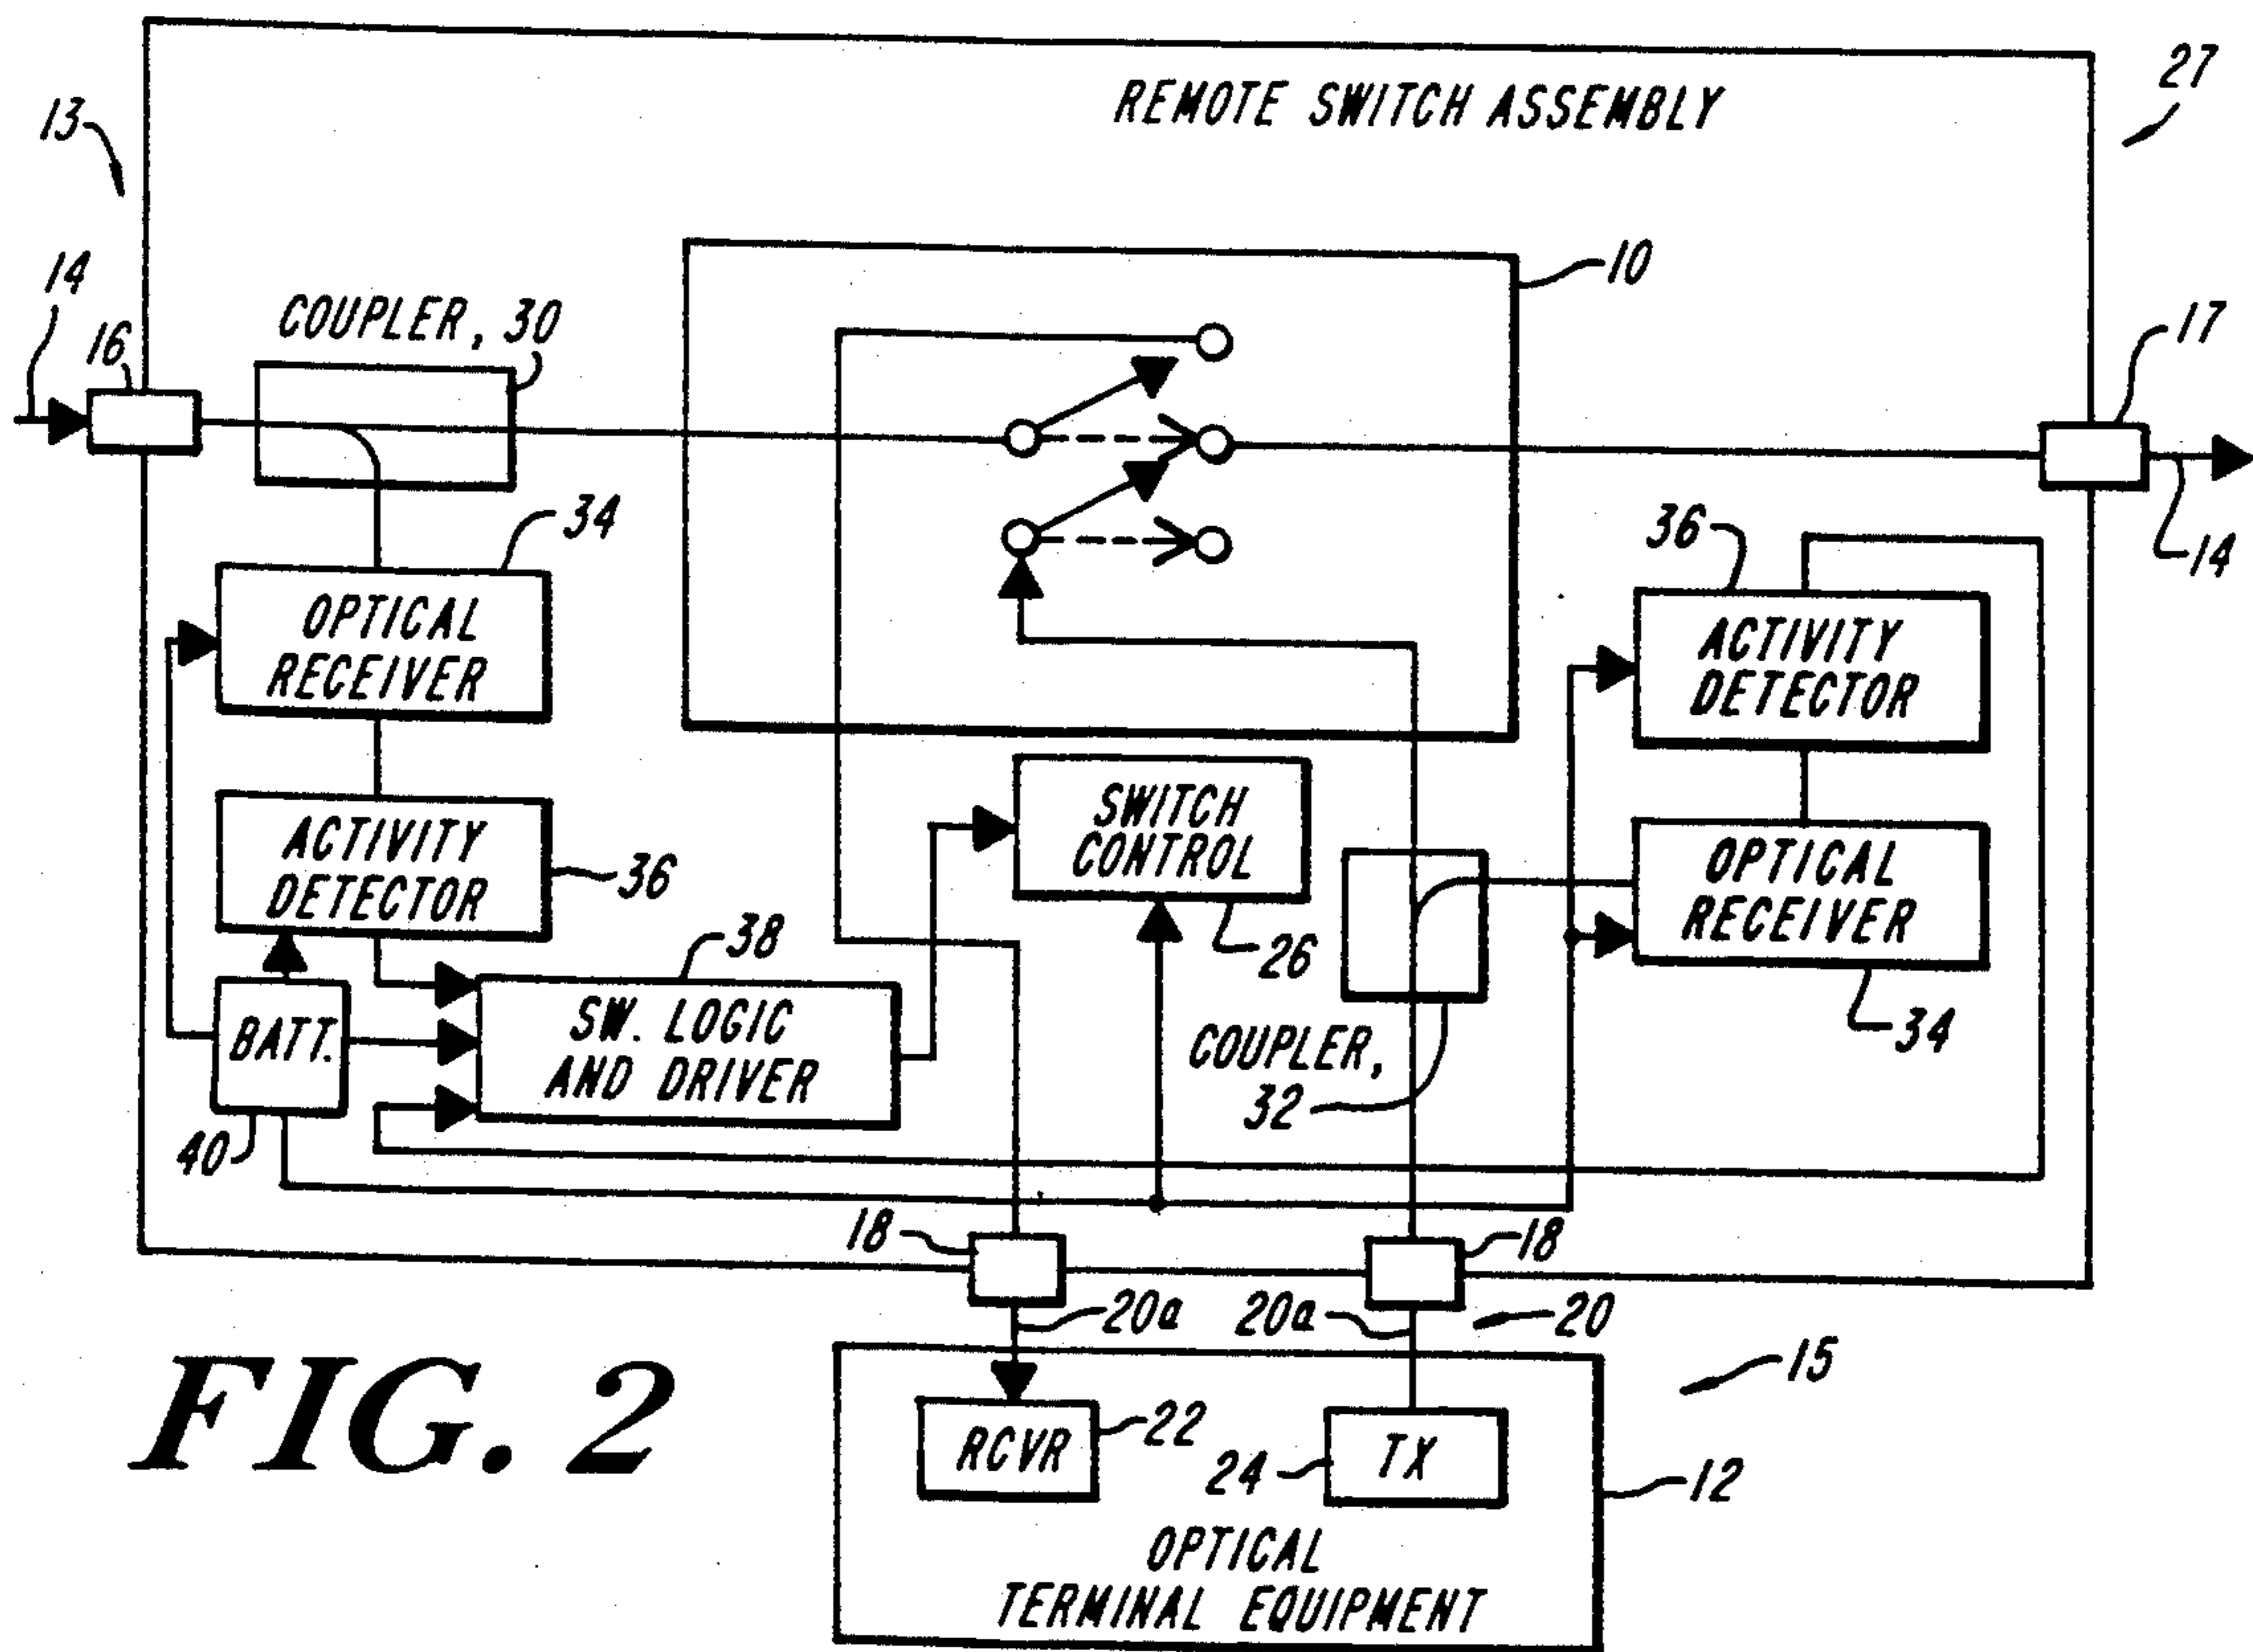 REMOTE SWITCH ASSEMBLY
27
13
10
14
COUPLER, 30
16
17
34
36
14
OPTICAL
RECEIVER
ACTIVITY
DETECTOR
SWITCH
CONTROL
ACTIVITY
DETECTOR
36
OPTICAL
RECEIVER
38
26
34
BATT.
SW. LOGIC
AND DRIVER
COUPLER,
32
40
18
18
20a
20a
20
15
FIG. 2
RCVR
22
24
TX
12
OPTICAL
TERMINAL EQUIPMENT